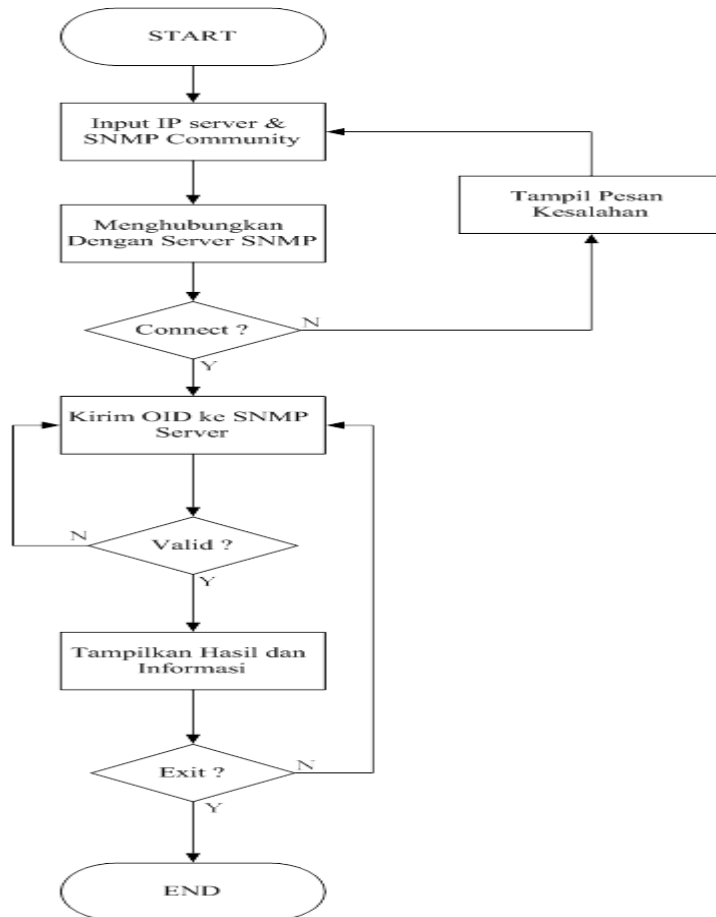 START
Input IP server &
SNMP Community
Tampil Pesan
Kesalahan
Menghubungkan
Dengan Server SNMP
Connect ?
N
Y
Kirim OID ke SNMP
Server
N
Valid ?
Y
Tampilkan Hasil dan
Informasi
Exit ?
N
Y
END